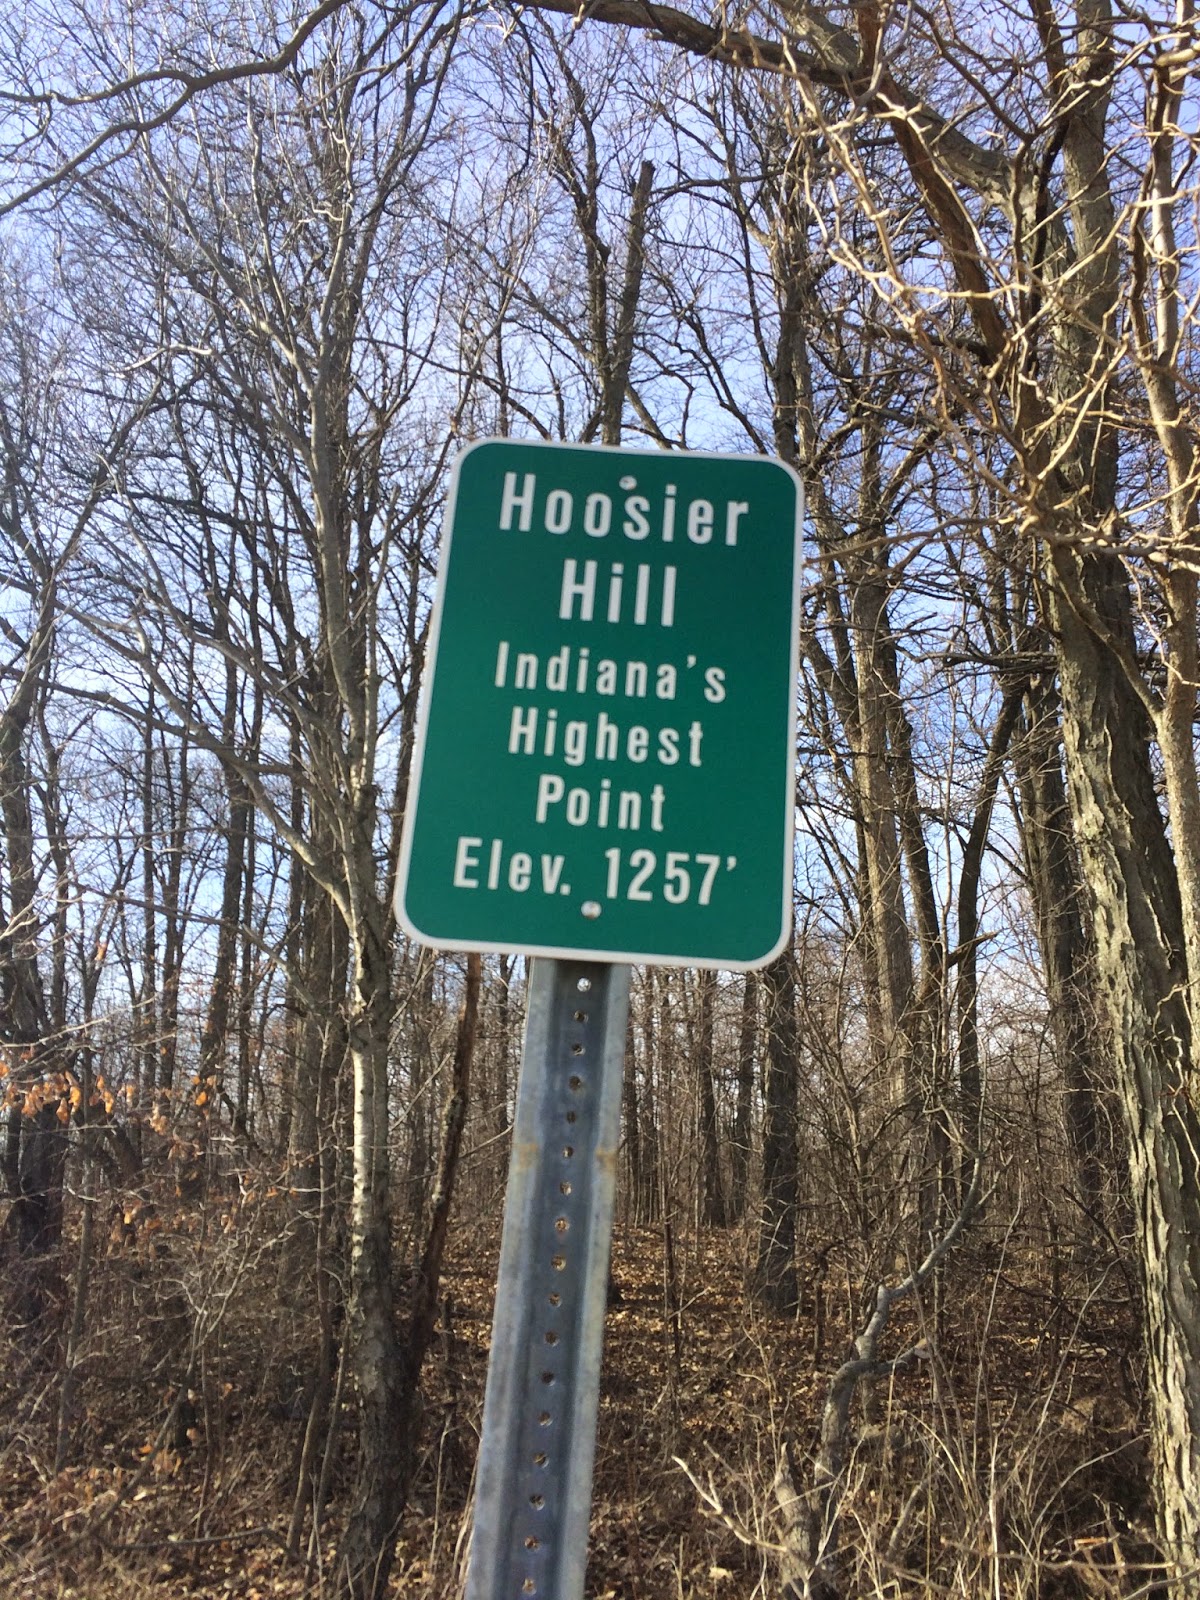 Hoosier
Hill
Indiana's
Highest
Point
Elev. 1257'